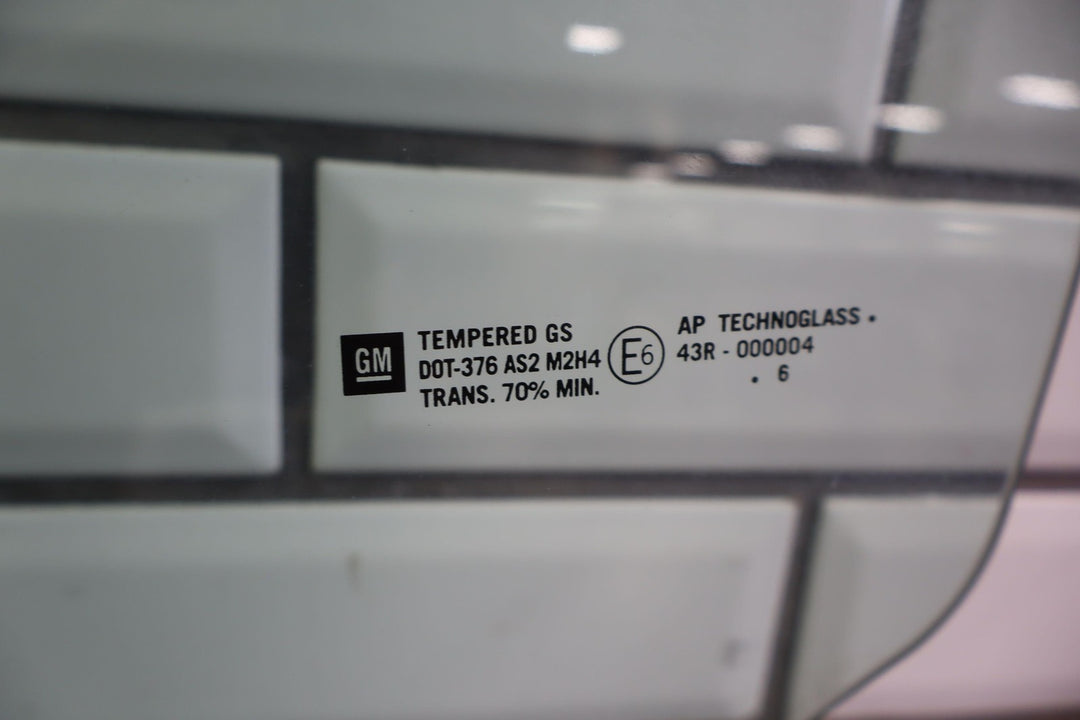 GM
TEMPERED GS
DOT-376 AS2 M2H4
TRANS. 70% MIN.
E6
AP TECHNOGLASS .
43R - 000004
. 6